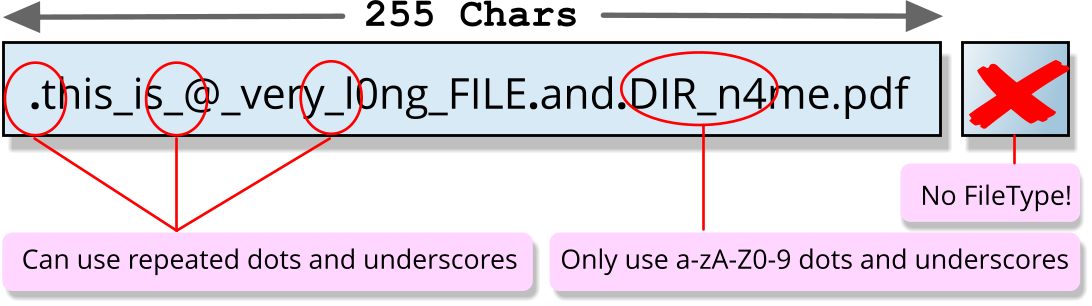 255 Chars
.this_is_@_very_l0ng_FILE.and.DIR_n4me.pdf
No FileType!
Can use repeated dots and underscores
Only use a-zA-Z0-9 dots and underscores